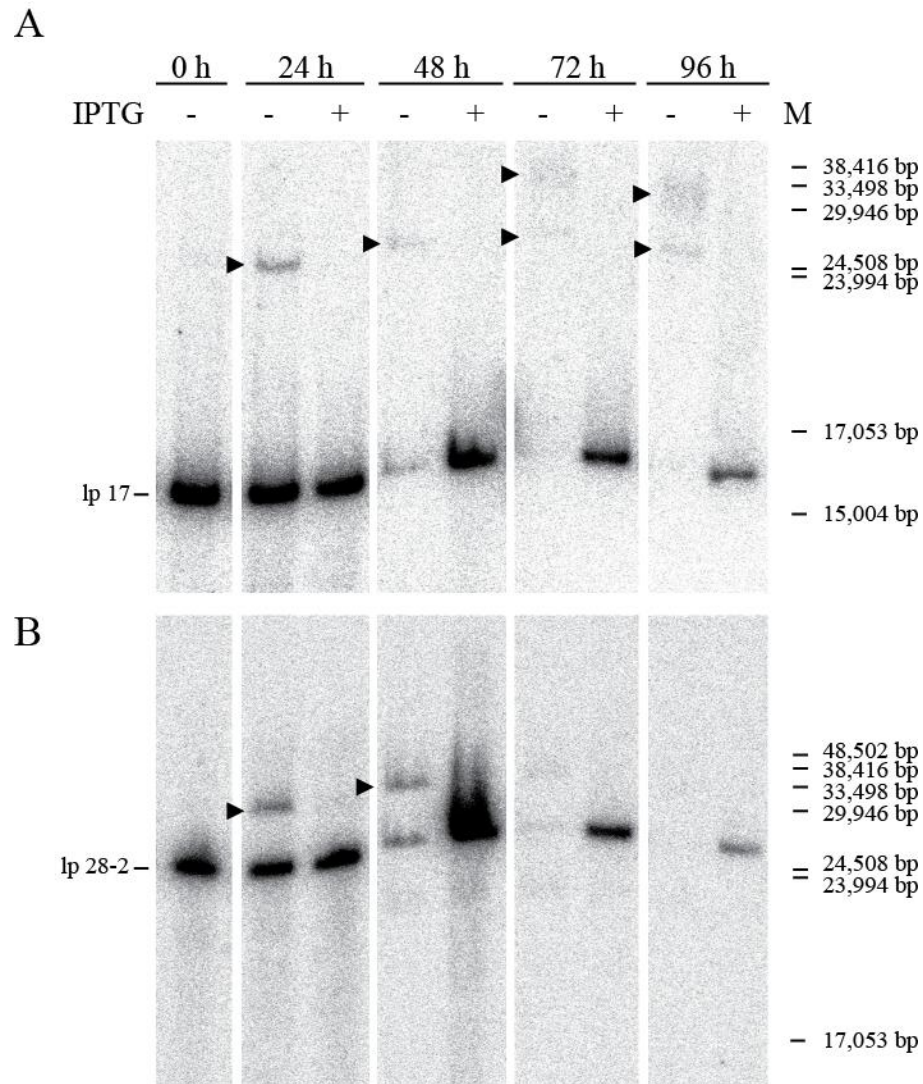 A
0 h 24 h 48 h 72 h 96 h
IPTG - - + - + - + - + M
38,416 bp
33,498 bp
29,946 bp
24,508 bp
23,994 bp
17,053 bp
lp 17
15,004 bp
B
48,502 bp
38,416 bp
33,498 bp
29,946 bp
lp 28-2
24,508 bp
23,994 bp
17,053 bp